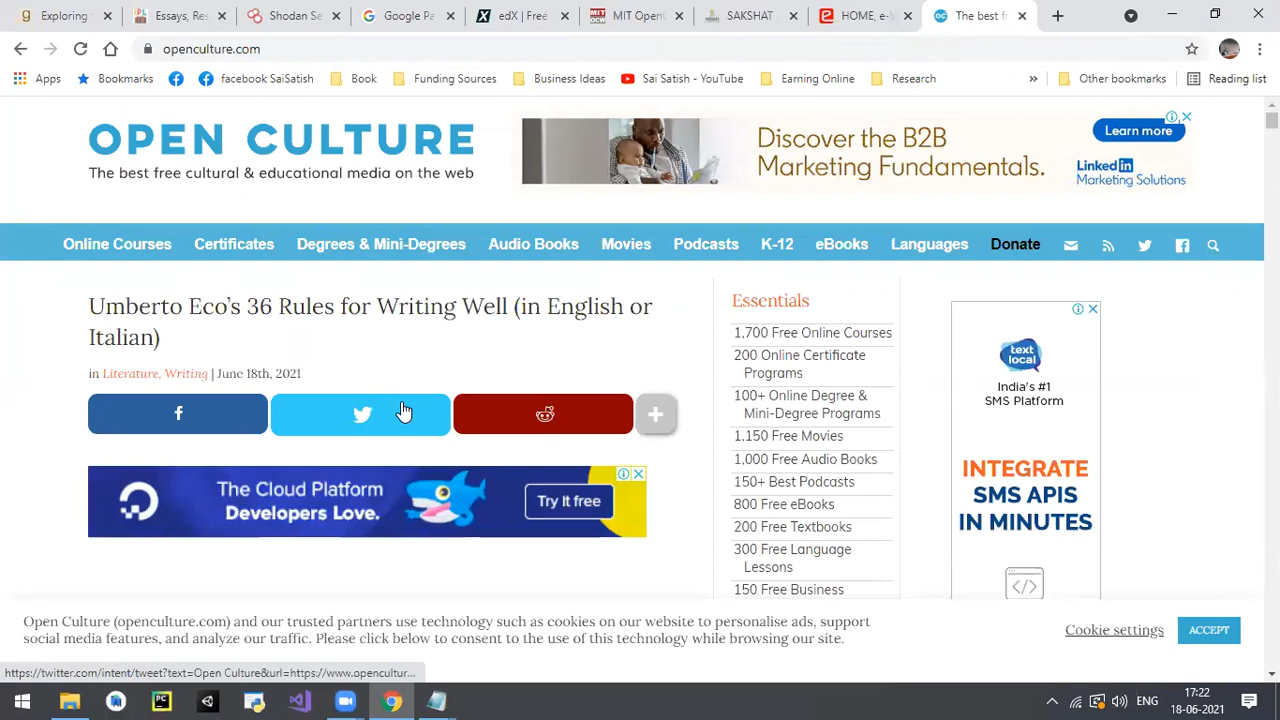 Exploring
Essays, Res
Shodan Se
Google Pa
edX | Free
MIT Open
SAKSHAT
HOME, e-Y
The best fr
openculture.com
Apps
Bookmarks
facebook SaiSatish
Book
Funding Sources
Business Ideas
Sai Satish - YouTube
Earning Online
Research
»
Other bookmarks
Reading list
OPEN CULTURE
The best free cultural & educational media on the web
Discover the B2B
Marketing Fundamentals.
Learn more
LinkedIn
Marketing Solutions
Online Courses
Certificates
Degrees & Mini-Degrees
Audio Books
Movies
Podcasts
K-12
eBooks
Languages
Donate
Umberto Eco's 36 Rules for Writing Well (in English or
Italian)
in Literature, Writing | June 18th, 2021
The Cloud Platform
Developers Love.
Try It free
Essentials
1,700 Free Online Courses
200 Online Certificate
Programs
100+ Online Degree &
Mini-Degree Programs
1,150 Free Movies
1,000 Free Audio Books
150+ Best Podcasts
800 Free eBooks
200 Free Textbooks
300 Free Language
Lessons
150 Free Business
text
local
India's #1
SMS Platform
INTEGRATE
SMS APIS
IN MINUTES
Open Culture (openculture.com) and our trusted partners use technology such as cookies on our website to personalise ads, support
social media features, and analyze our traffic. Please click below to consent to the use of this technology while browsing our site.
Cookie settings
ACCEPT
https://twitter.com/intent/tweet?text=Open Culture&url=https://www.opencultur...
ENG
17:22
18-06-2021